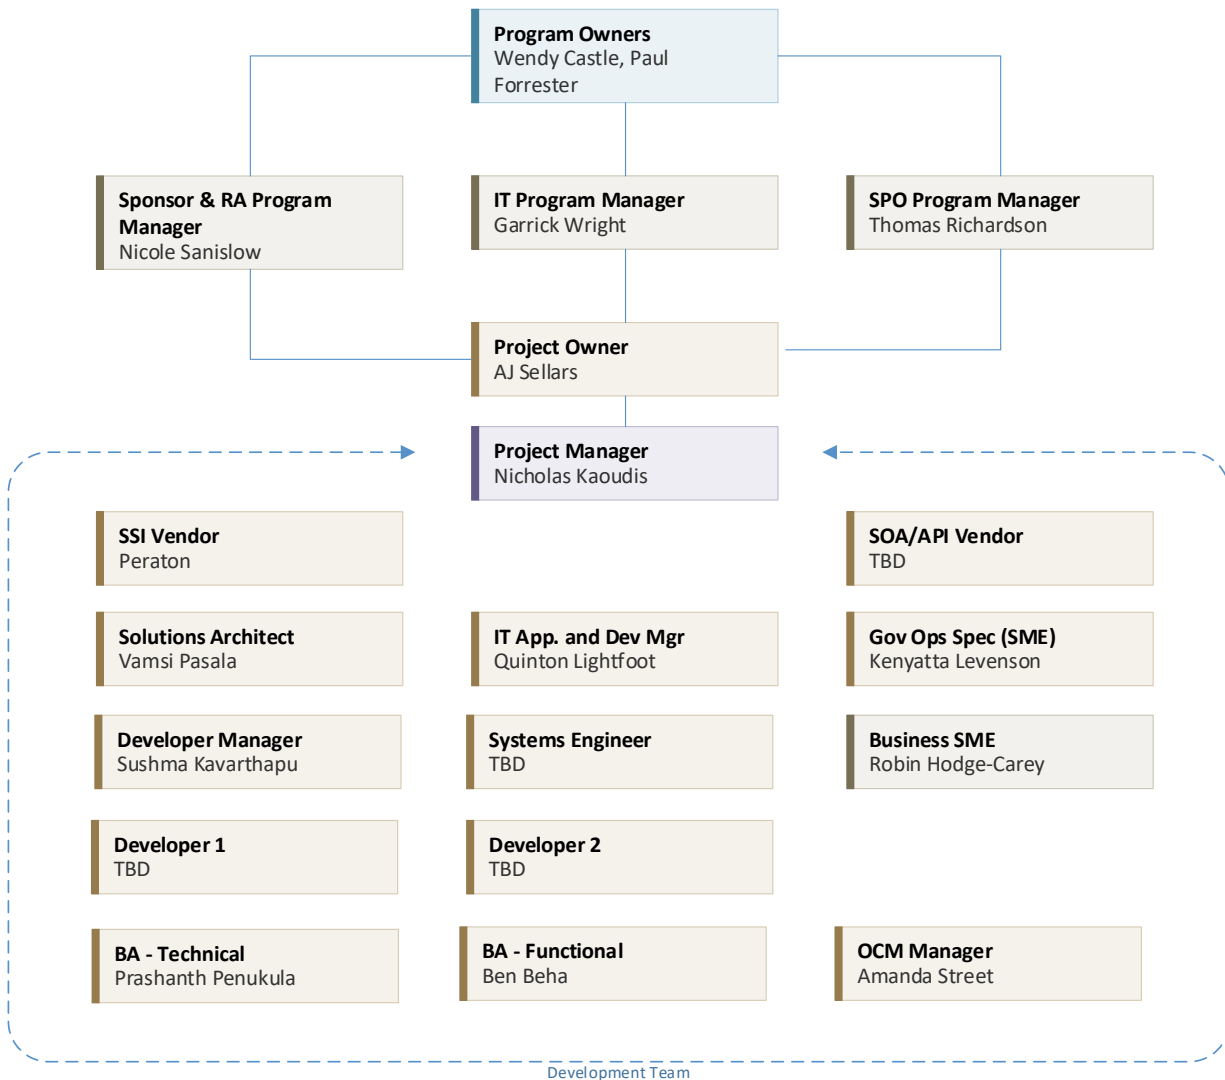 Program Owners
Wendy Castle, Paul
Forrester
Sponsor & RA Program
Manager
Nicole Sanislow
IT Program Manager
Garrick Wright
SPO Program Manager
Thomas Richardson
Project Owner
AJ Sellars
Project Manager
Nicholas Kaoudis
SSI Vendor
Peraton
SOA/API Vendor
TBD
Solutions Architect
Vamsi Pasala
IT App. and Dev Mgr
Quinton Lightfoot
Gov Ops Spec (SME)
Kenyatta Levenson
Developer Manager
Sushma Kavarthapu
Systems Engineer
TBD
Business SME
Robin Hodge-Carey
Developer 1
TBD
Developer 2
TBD
BA - Technical
Prashanth Penukula
BA - Functional
Ben Beha
OCM Manager
Amanda Street
Development Team